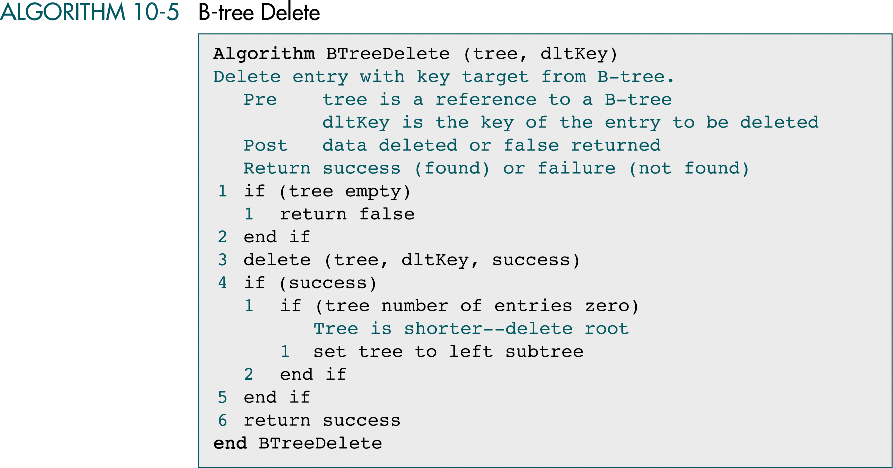 ALGORITHM 10-5 B-tree Delete
Algorithm BTreeDelete (tree, dltKey)
Delete entry with key target from B-tree.
Pre tree is a reference to a B-tree
dltKey is the key of the entry to be deleted
Post data deleted or false returned
Return success (found) or failure (not found)
1 if (tree empty)
1 return false
2 end if
3 delete (tree, dltKey, success)
4 if (success)
1 if (tree number of entries zero)
Tree is shorter--delete root
1 set tree to left subtree
2 end if
5 end if
6 return success
end BTreeDelete